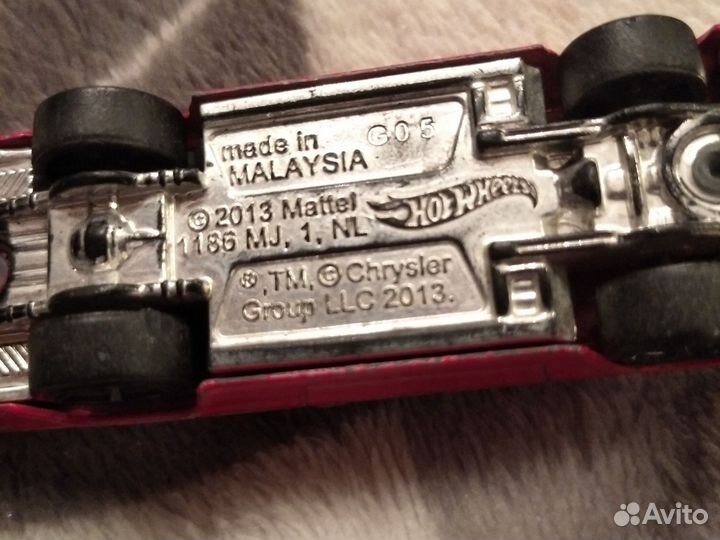 made in G05
MALAYSIA
© 2013 Mattel HOT WHEELS
1186 MJ, 1, NL
®,TM,© Chrysler
Group LLC 2013.
B
B
Avito